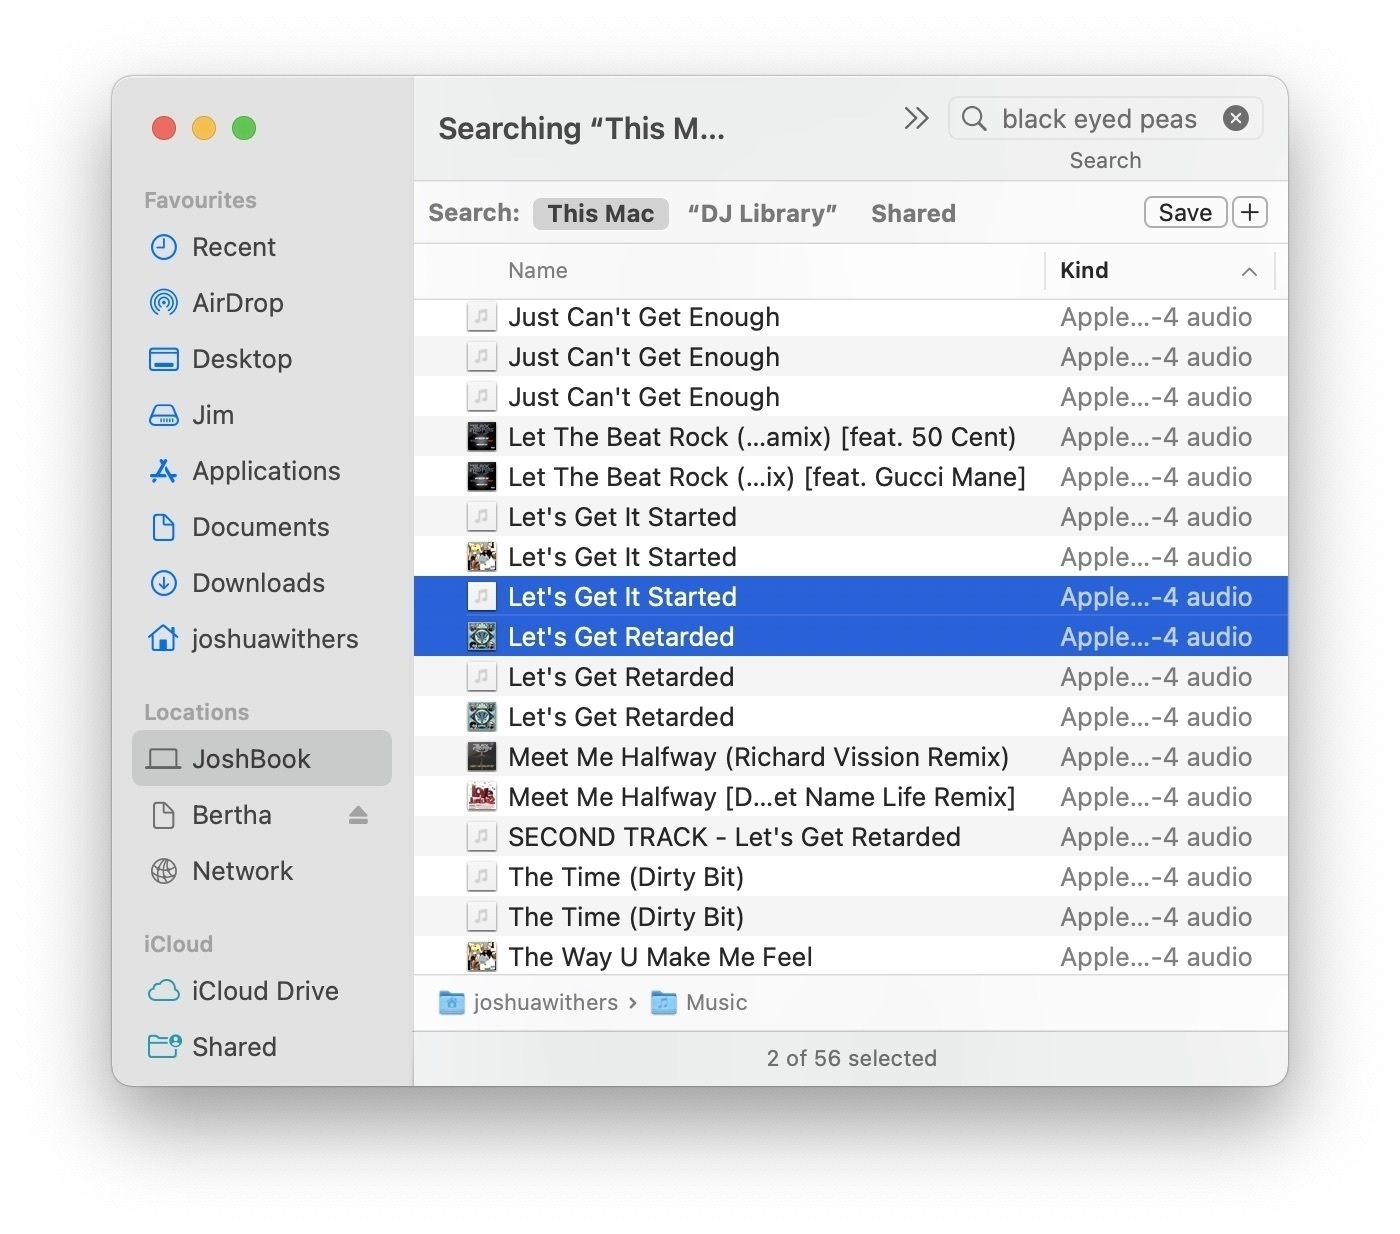 Searching “This M...
black eyed peas
Search
Favourites
Recent
AirDrop
Desktop
Jim
Applications
Documents
Downloads
joshuawithers
Locations
JoshBook
Bertha
Network
iCloud
iCloud Drive
Shared
Search: This Mac “DJ Library” Shared Save +
Name Kind
Just Can't Get Enough Apple...-4 audio
Just Can't Get Enough Apple...-4 audio
Just Can't Get Enough Apple...-4 audio
Let The Beat Rock (...amix) [feat. 50 Cent) Apple...-4 audio
Let The Beat Rock (...ix) [feat. Gucci Mane] Apple...-4 audio
Let's Get It Started Apple...-4 audio
Let's Get It Started Apple...-4 audio
Let's Get It Started Apple...-4 audio
Let's Get Retarded Apple...-4 audio
Let's Get Retarded Apple...-4 audio
Let's Get Retarded Apple...-4 audio
Meet Me Halfway (Richard Vission Remix) Apple...-4 audio
Meet Me Halfway [D...et Name Life Remix] Apple...-4 audio
SECOND TRACK - Let's Get Retarded Apple...-4 audio
The Time (Dirty Bit) Apple...-4 audio
The Time (Dirty Bit) Apple...-4 audio
The Way U Make Me Feel Apple...-4 audio
joshuawithers › Music
2 of 56 selected